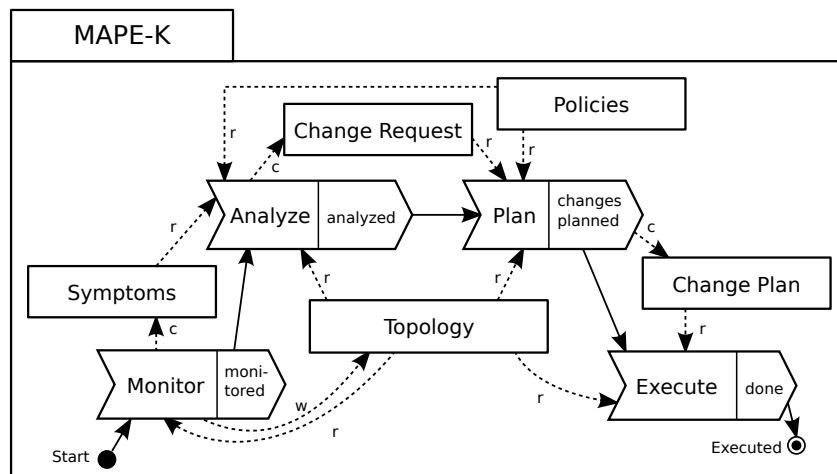 MAPE-K
Policies
r
Change Request
r
r
r
c
Analyze
analyzed
Plan
changes
planned
c
r
Symptoms
r
r
Change Plan
Topology
c
r
Monitor
moni-
tored
Execute
done
w
r
r
Start
Executed